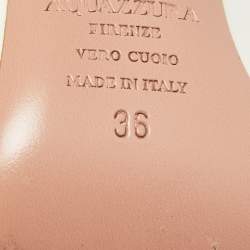 AQUAZZURA
FIRENZE
VERO CUOIO
MADE IN ITALY
36